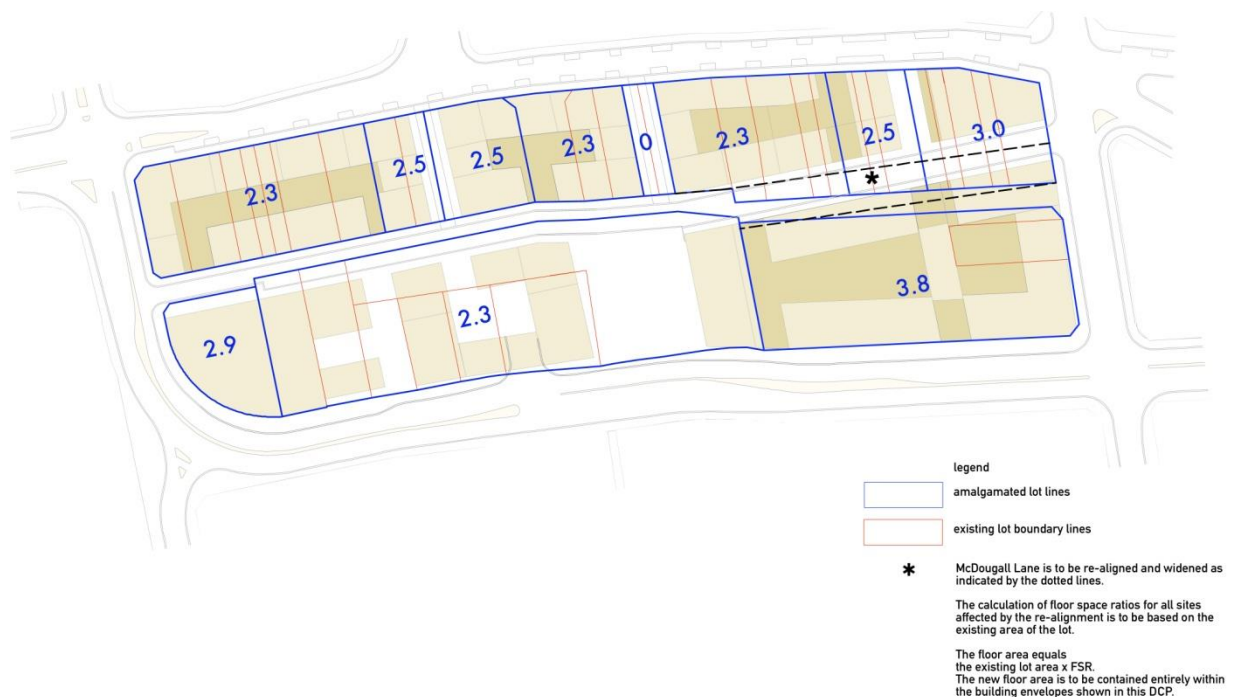 2.3
2.5
2.5
2.3
0
2.3
2.5
3.0
*
2.9
2.3
3.8
legend
amalgamated lot lines
existing lot boundary lines
* McDougall Lane is to be re-aligned and widened as
indicated by the dotted lines.
The calculation of floor space ratios for all sites
affected by the re-alignment is to be based on the
existing area of the lot.
The floor area equals
the existing lot area x FSR.
The new floor area is to be contained entirely within
the building envelopes shown in this DCP.